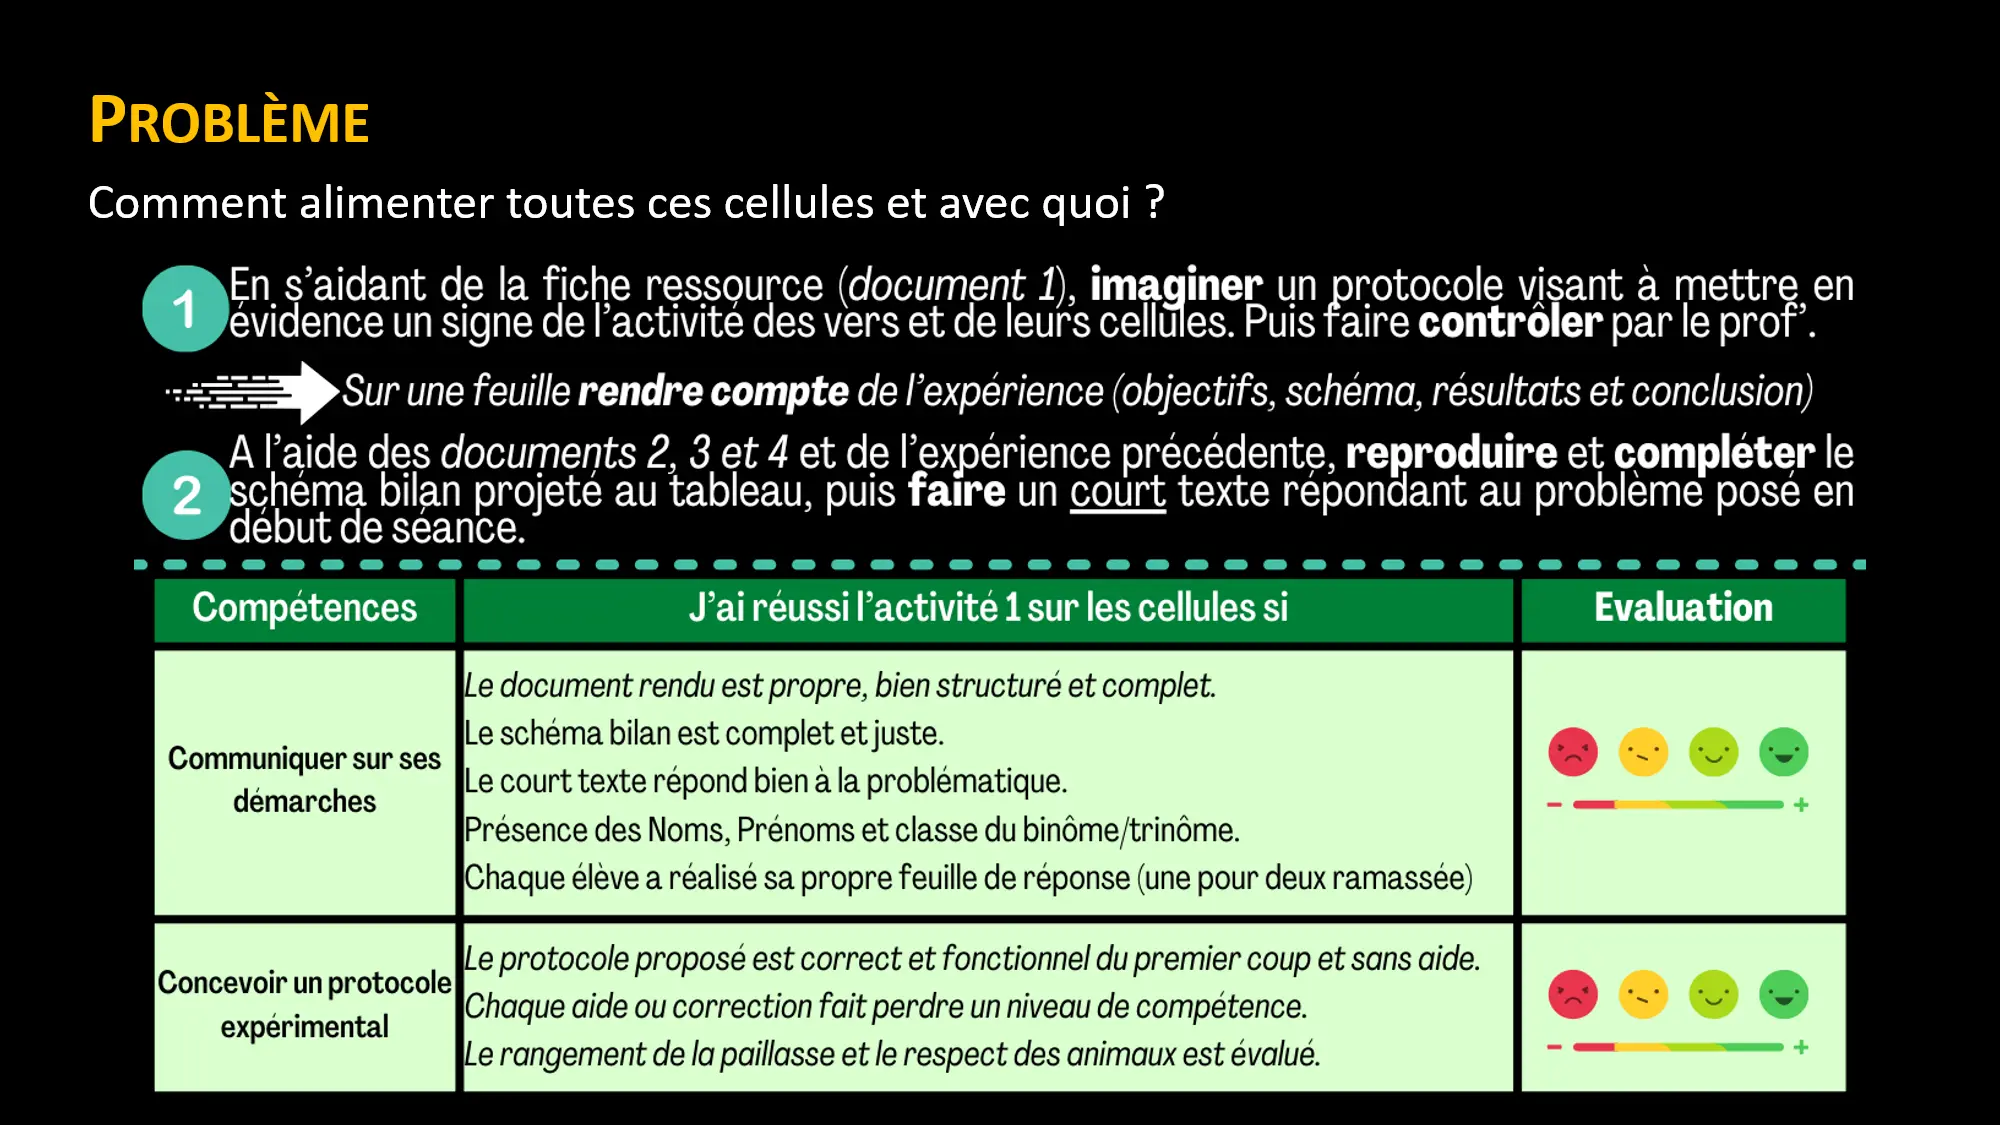 PROBLÈME
Comment alimenter toutes ces cellules et avec quoi ?
1
En s’aidant de la fiche ressource (document 1), imaginer un protocole visant à mettre en
évidence un signe de l’activité des vers et de leurs cellules. Puis faire contrôler par le prof’.
Sur une feuille rendre compte de l’expérience (objectifs, schéma, résultats et conclusion)
2
A l’aide des documents 2, 3 et 4 et de l’expérience précédente, reproduire et compléter le
schéma bilan projeté au tableau, puis faire un court texte répondant au problème posé en
début de séance.
Compétences
J’ai réussi l’activité 1 sur les cellules si
Evaluation
Communiquer sur ses
démarches
Le document rendu est propre, bien structuré et complet.
Le schéma bilan est complet et juste.
Le court texte répond bien à la problématique.
Présence des Noms, Prénoms et classe du binôme/trinôme.
Chaque élève a réalisé sa propre feuille de réponse (une pour deux ramassée)
- +
Concevoir un protocole
expérimental
Le protocole proposé est correct et fonctionnel du premier coup et sans aide.
Chaque aide ou correction fait perdre un niveau de compétence.
Le rangement de la paillasse et le respect des animaux est évalué.
- +